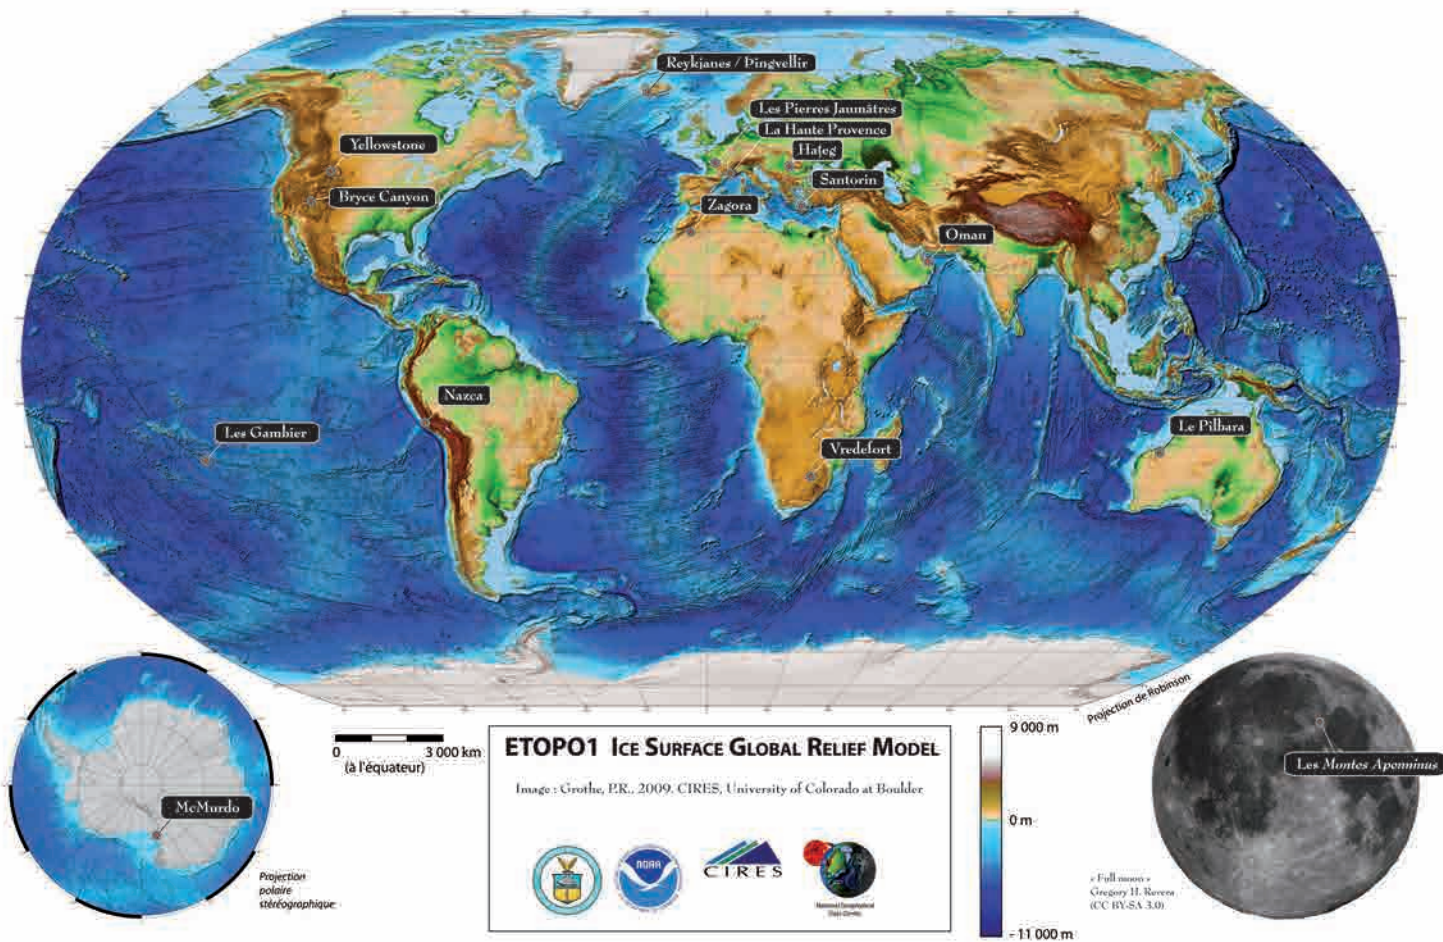 Reykjanes / Þingvellir
Les Pierres Jaumâtres
La Haute Provence
Yellowstone
Haţeg
Santorin
Bryce Canyon
Zagora
Oman
Nazca
Les Gambier
Le Pilbara
Vredefort
Projection de Robinson
0 3 000 km
(à l'équateur)
ETOPO1 ICE SURFACE GLOBAL RELIEF MODEL
Image : Grothe, P.R., 2009. CIRES, University of Colorado at Boulder
NOAA
CIRES
9 000 m
0 m
- 11 000 m
Les Montes Apenninus
McMurdo
Projection
polaire
stéréographique
« Full moon »
Gregory H. Revera
(CC BY-SA 3.0)